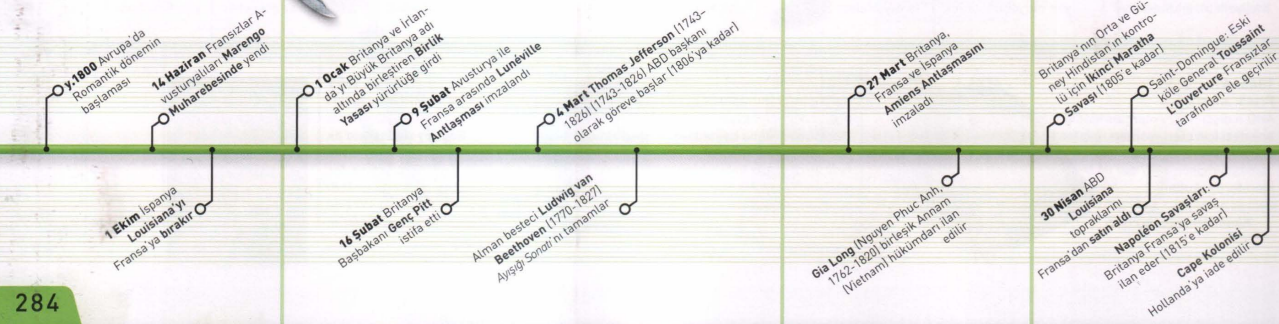 y.1800 Avrupa'da
Romantik dönemin
başlaması
14 Haziran Fransızlar A-
vusturyalıları Marengo
Muharebesinde yendi
1 Ekim İspanya
Louisiana'yı
Fransa'ya bırakır
1 Ocak Britanya ve İrlan-
da'yı Büyük Britanya adı
altında birleştiren Birlik
Yasası yürürlüğe girdi
9 Şubat Avusturya ile
Fransa arasında Lunéville
Antlaşması imzalandı
16 Şubat Britanya
Başbakanı Genç Pitt
istifa etti
4 Mart Thomas Jefferson (1743-
1826) (1743-1826) ABD başkanı
olarak göreve başlar (1806'ya kadar)
Alman besteci Ludwig van
Beethoven (1770-1827)
Ayışığı Sonatı'nı tamamlar
27 Mart Britanya,
Fransa ve İspanya
Amiens Antlaşmasını
imzaladı
Gia Long (Nguyen Phuc Anh,
1762-1820) birleşik Annam
(Vietnam) hükümdarı ilan
edilir
Britanya'nın Orta ve Gü-
ney Hindistan'ın kontro-
lü için İkinci Maratha
Savaşı (1805'e kadar)
Saint-Domingue: Eski
köle General Toussaint
L'Ouverture Fransızlar
tarafından ele geçirilir
30 Nisan ABD
Louisiana
topraklarını
Fransa'dan satın aldı
Napoléon Savaşları:
Britanya Fransa'ya savaş
ilan eder (1815'e kadar)
Cape Kolonisi
Hollanda'ya iade edilir
284